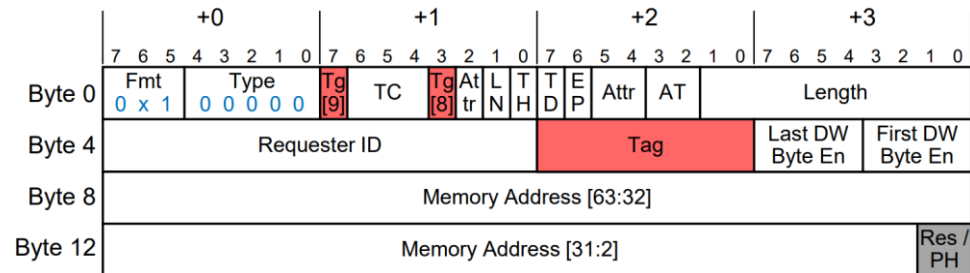 +0 +1 +2 +3
7 6 5 4 3 2 1 0 7 6 5 4 3 2 1 0 7 6 5 4 3 2 1 0 7 6 5 4 3 2 1 0
Byte 0
Fmt
0 x 1
Type
0 0 0 0 0
Tg
[9]
TC
Tg
[8]
At
tr
L
N
T
H
T
D
E
P
Attr
AT
Length
Byte 4
Requester ID
Tag
Last DW
Byte En
First DW
Byte En
Byte 8
Memory Address [63:32]
Byte 12
Memory Address [31:2]
Res /
PH